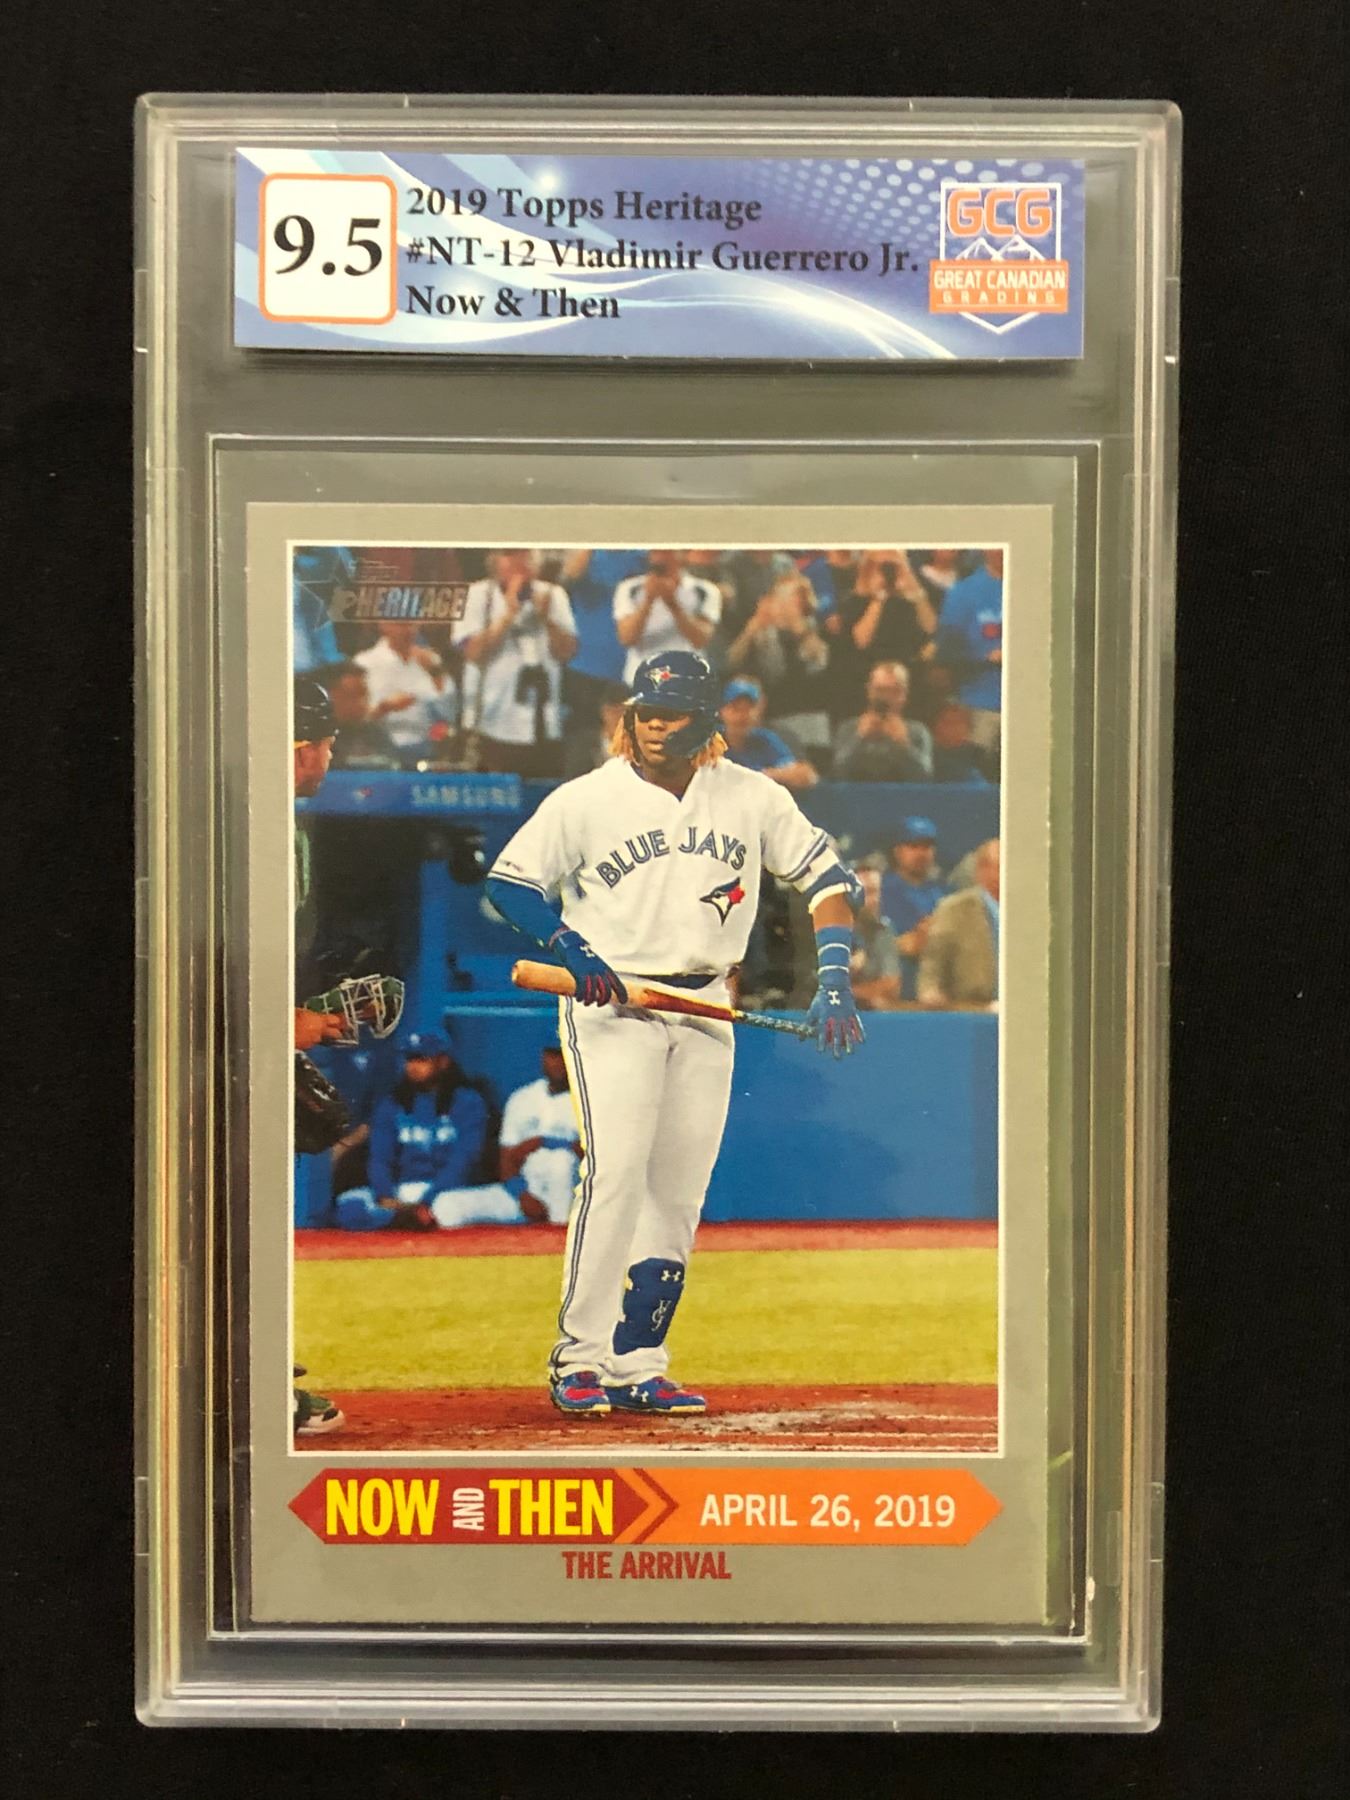 9.5
2019 Topps Heritage
#NT-12 Vladimir Guerrero Jr.
Now & Then
GCG
GREAT CANADIAN
GRADING
Topps
HERITAGE
SAMSUNG
BLUE JAYS
NOW AND THEN
APRIL 26, 2019
THE ARRIVAL